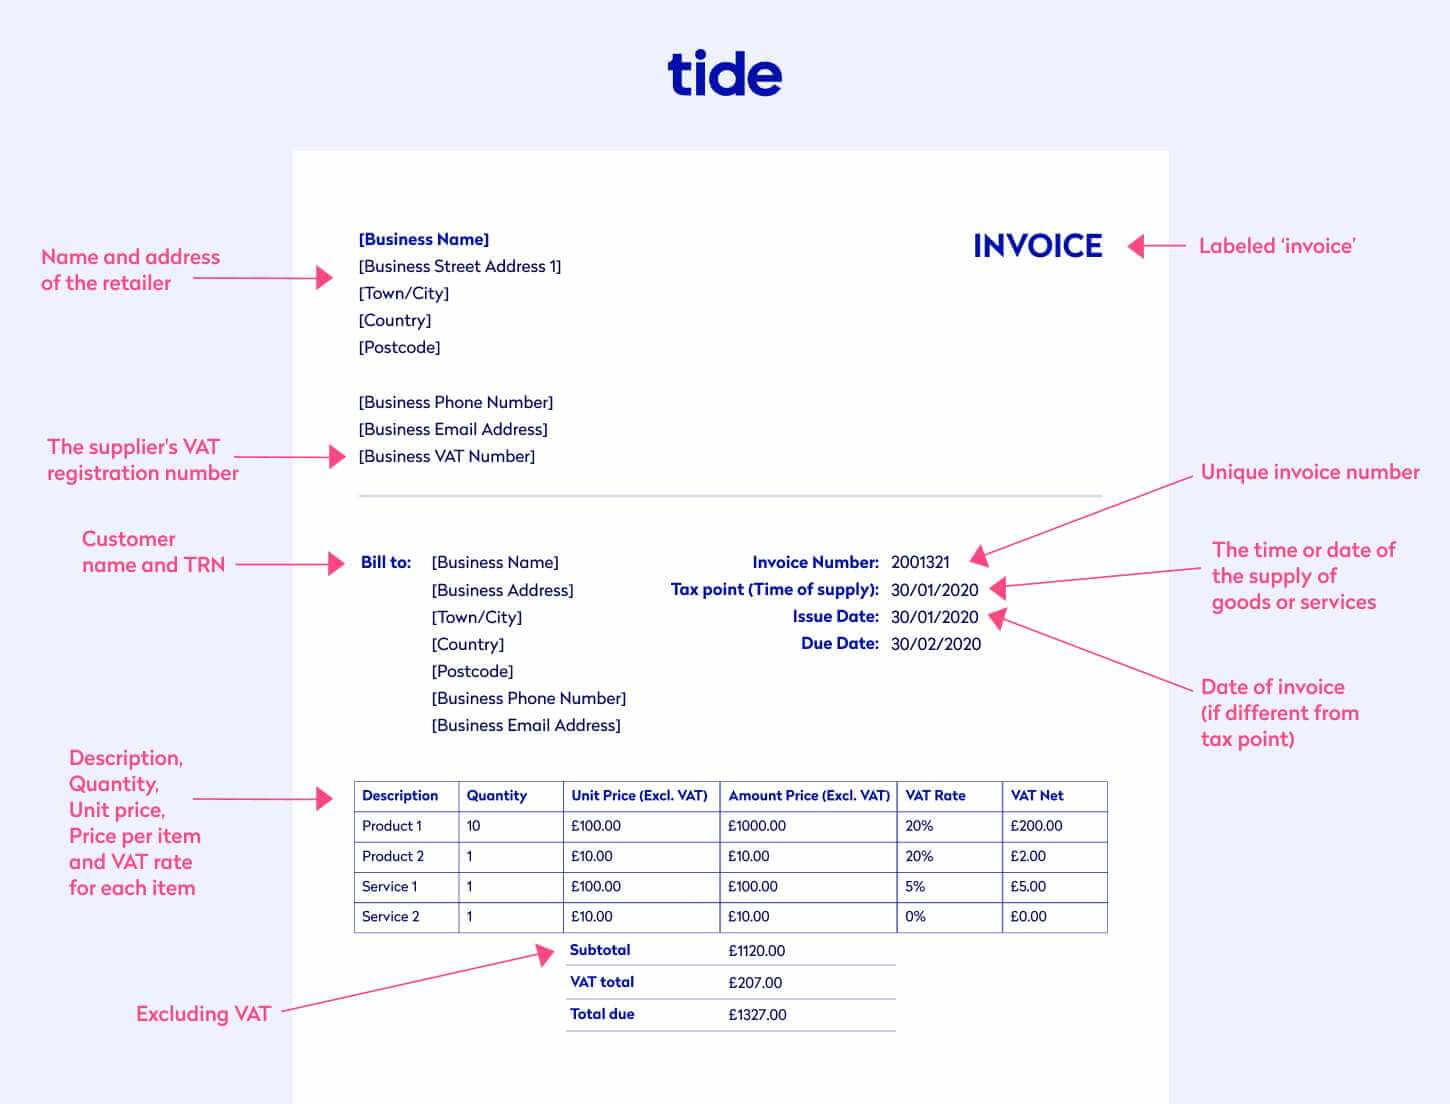 tide
Name and address
of the retailer
[Business Name]
[Business Street Address 1]
[Town/City]
[Country]
[Postcode]
INVOICE
Labeled ‘invoice’
[Business Phone Number]
[Business Email Address]
[Business VAT Number]
The supplier's VAT
registration number
Customer
name and TRN
Bill to: [Business Name]
[Business Address]
[Town/City]
[Country]
[Postcode]
[Business Phone Number]
[Business Email Address]
Invoice Number: 2001321
Tax point (Time of supply): 30/01/2020
Issue Date: 30/01/2020
Due Date: 30/02/2020
Unique invoice number
The time or date of
the supply of
goods or services
Date of invoice
(if different from
tax point)
Description,
Quantity,
Unit price,
Price per item
and VAT rate
for each item
Description Quantity Unit Price (Excl. VAT) Amount Price (Excl. VAT) VAT Rate VAT Net
Product 1 10 £100.00 £1000.00 20% £200.00
Product 2 1 £10.00 £10.00 20% £2.00
Service 1 1 £100.00 £100.00 5% £5.00
Service 2 1 £10.00 £10.00 0% £0.00
Subtotal £1120.00
VAT total £207.00
Total due £1327.00
Excluding VAT